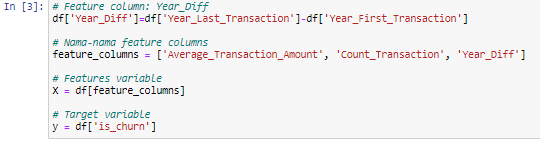 In [3]: # Feature column: Year_Diff
df['Year_Diff']=df['Year_Last_Transaction']-df['Year_First_Transaction']
# Nama-nama feature columns
feature_columns = ['Average_Transaction_Amount', 'Count_Transaction', 'Year_Diff']
# Features variable
X = df[feature_columns]
# Target variable
y = df['is_churn']